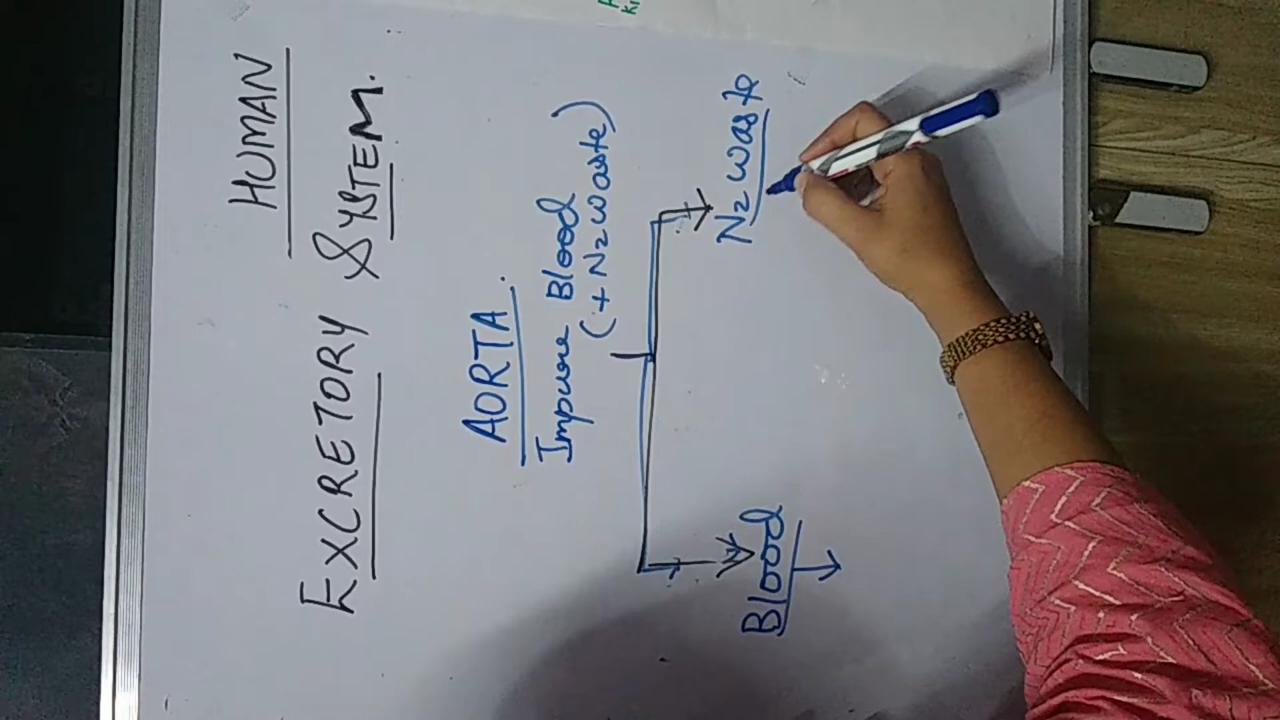 HUMAN
EXCRETORY SYSTEM.
AORTA.
Impure Blood
(+ N2 waste)
Blood
N2 waste